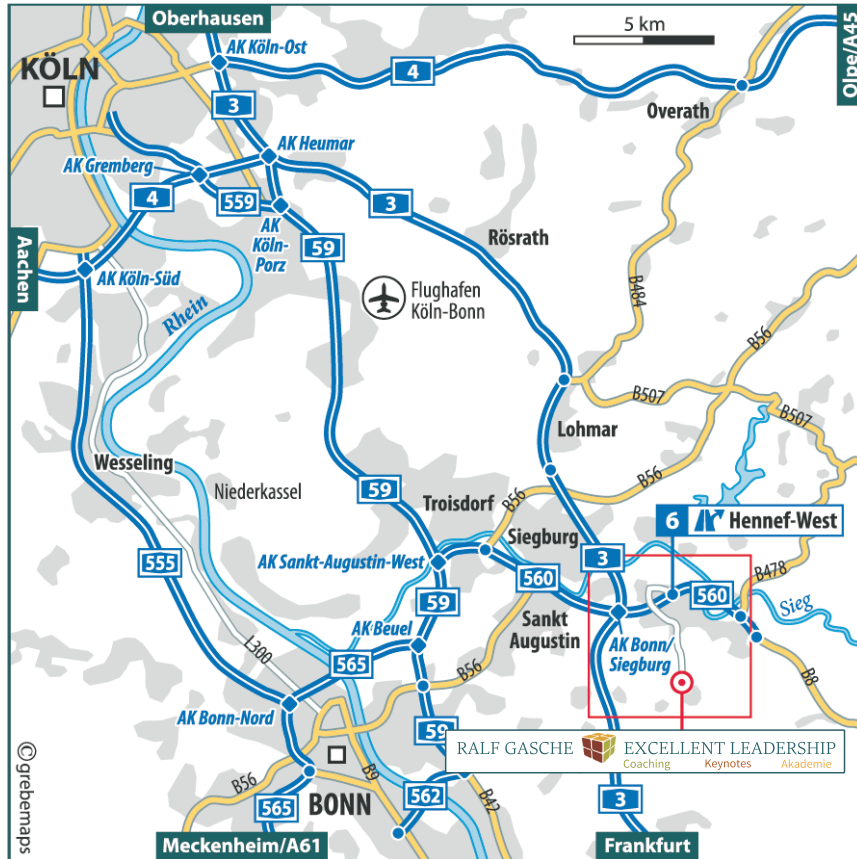 Oberhausen
5 km
Olpe/A45
AK Köln-Ost
KÖLN
4
3
Overath
AK Heumar
AK Gremberg
4
559
3
AK
Köln-
Porz
59
Rösrath
Aachen
AK Köln-Süd
Rhein
Flughafen
Köln-Bonn
B484
B56
B507
B507
Lohmar
Wesseling
Niederkassel
59
Troisdorf
B56
B56
Siegburg
6 Hennef-West
AK Sankt-Augustin-West
3
555
560
560
B478
Sieg
59
Sankt
Augustin
AK Beuel
AK Bonn/
Siegburg
L300
565
B56
B8
AK Bonn-Nord
59
RALF GASCHE EXCELLENT LEADERSHIP
Coaching Keynotes Akademie
©grebemaps
B56
B9
565
BONN
562
B42
3
Meckenheim/A61
Frankfurt